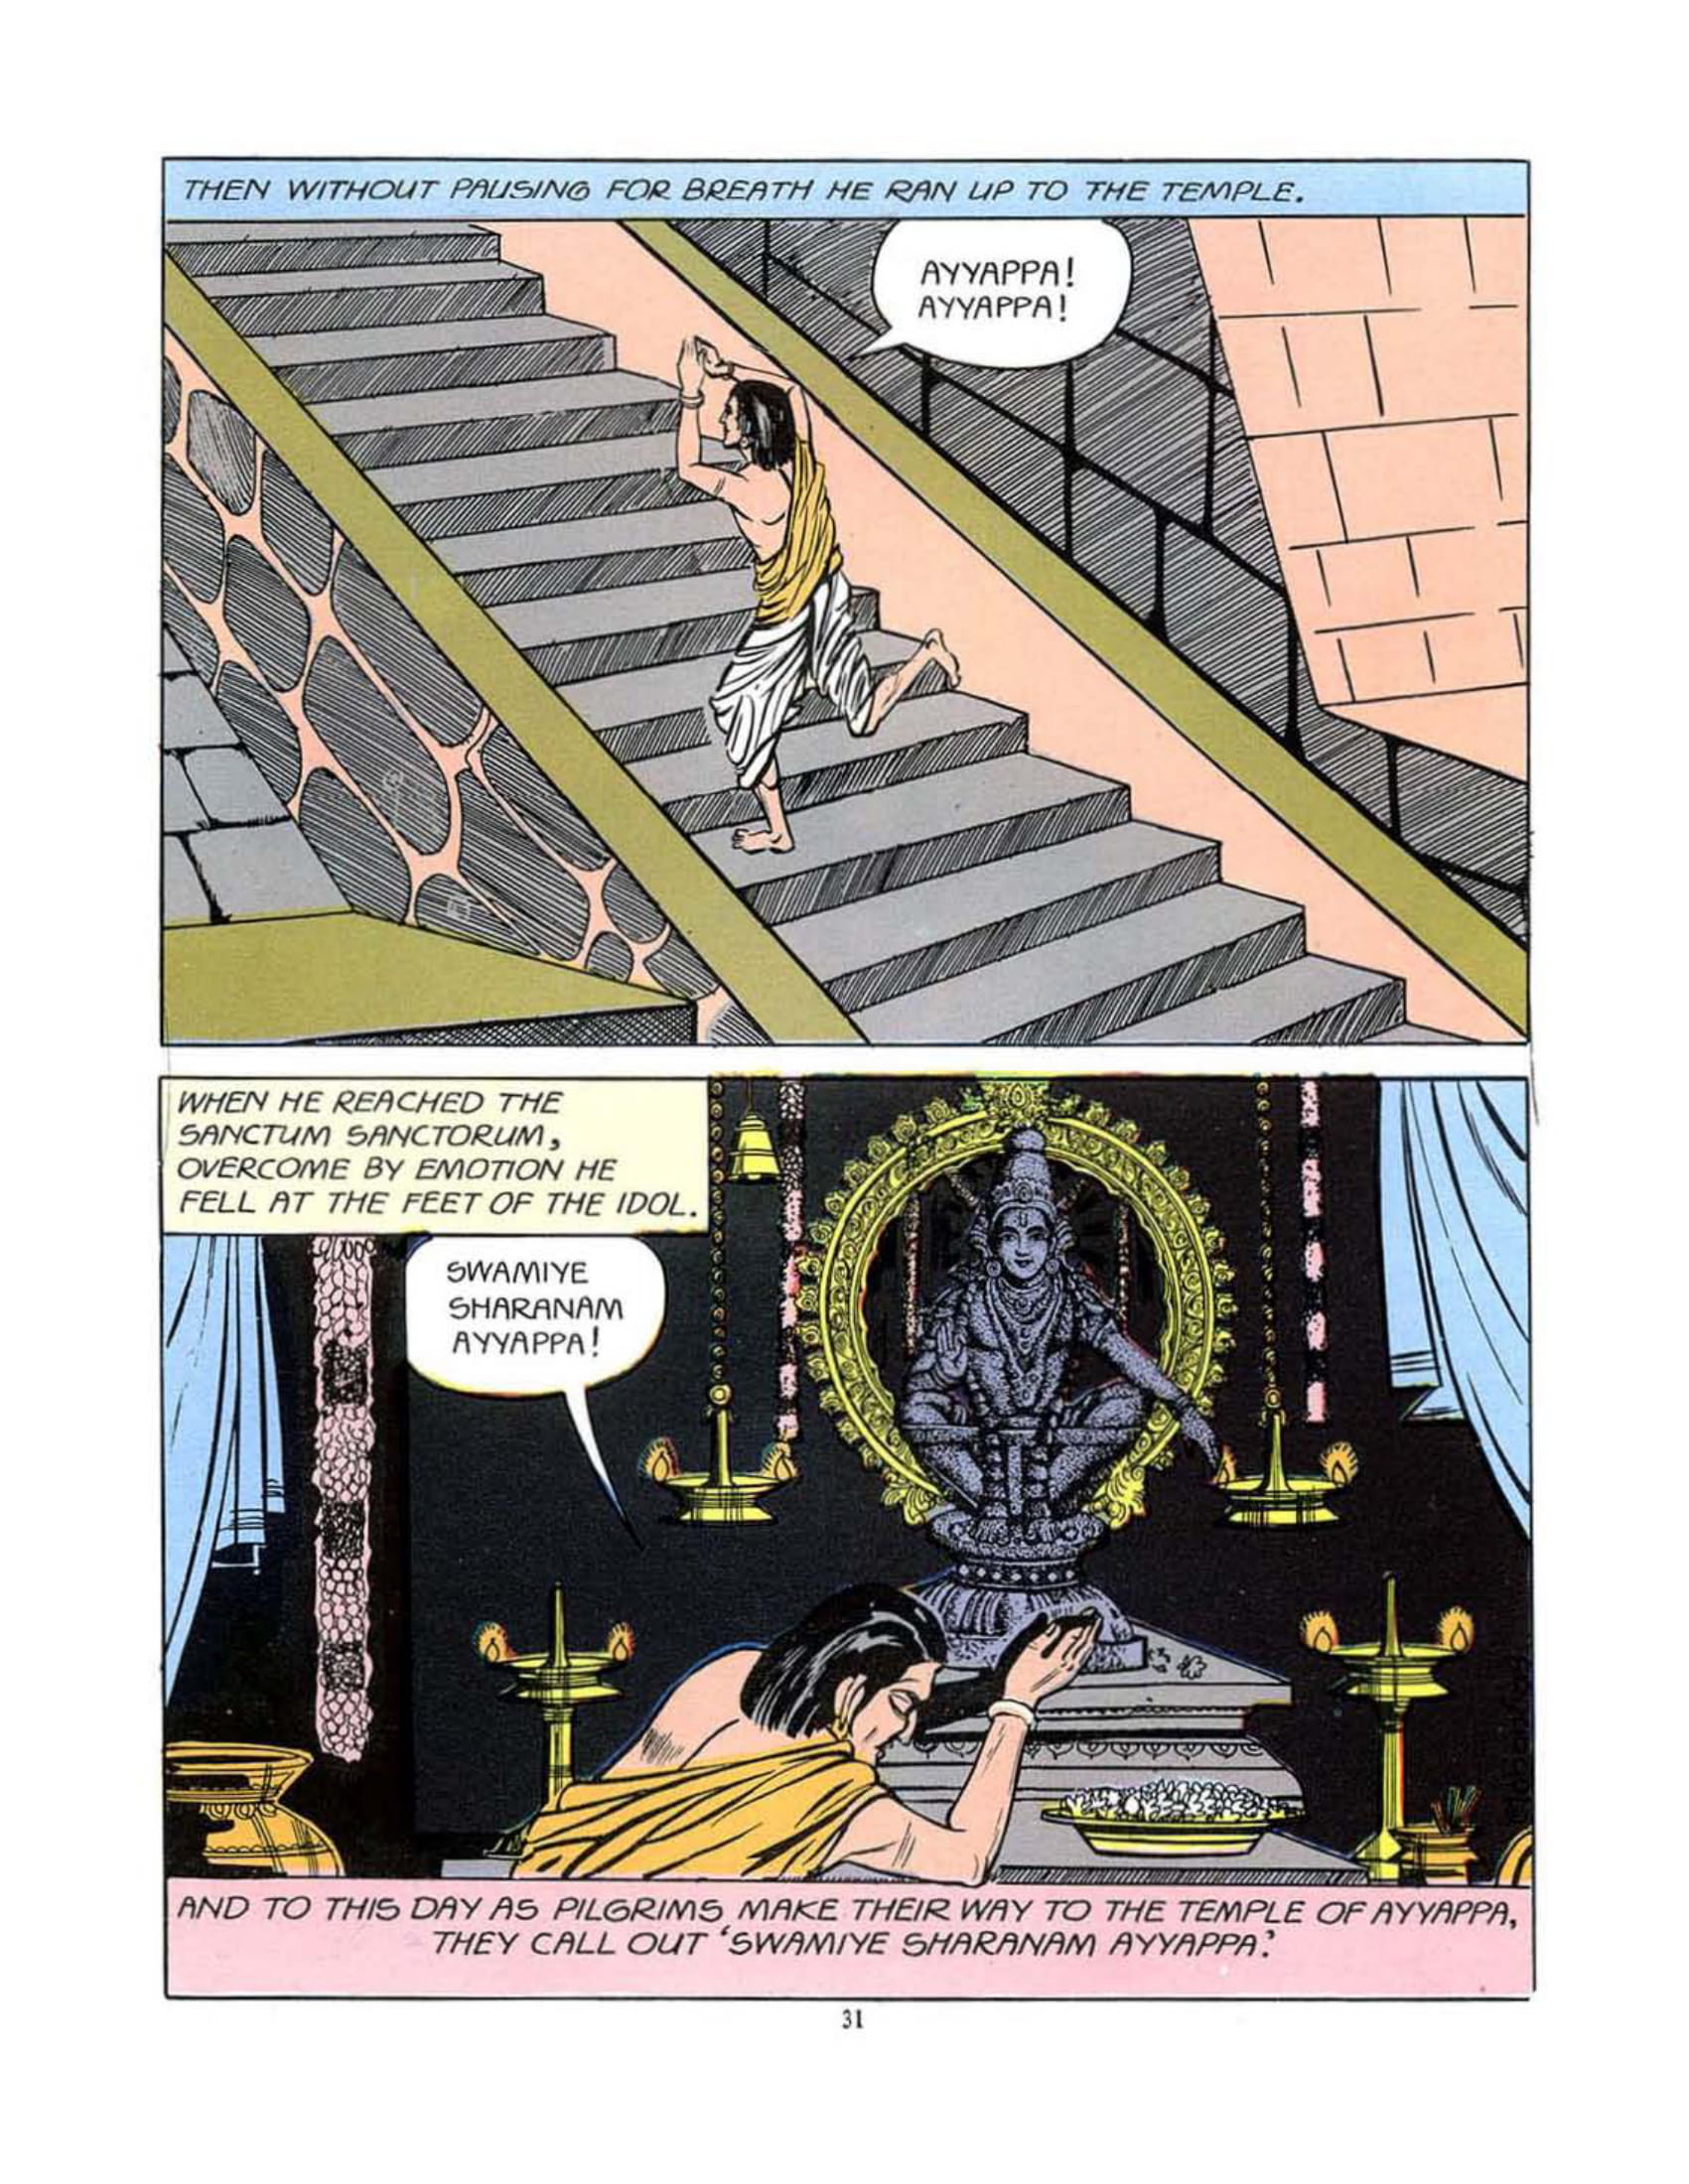 THEN WITHOUT PAUSING FOR BREATH HE RAN UP TO THE TEMPLE.
AYYAPPA!
AYYAPPA!
WHEN HE REACHED THE
SANCTUM SANCTORUM,
OVERCOME BY EMOTION HE
FELL AT THE FEET OF THE IDOL.
SWAMIYE
SHARANAM
AYYAPPA!
AND TO THIS DAY AS PILGRIMS MAKE THEIR WAY TO THE TEMPLE OF AYYAPPA,
THEY CALL OUT ‘SWAMIYE SHARANAM AYYAPPA.’
31